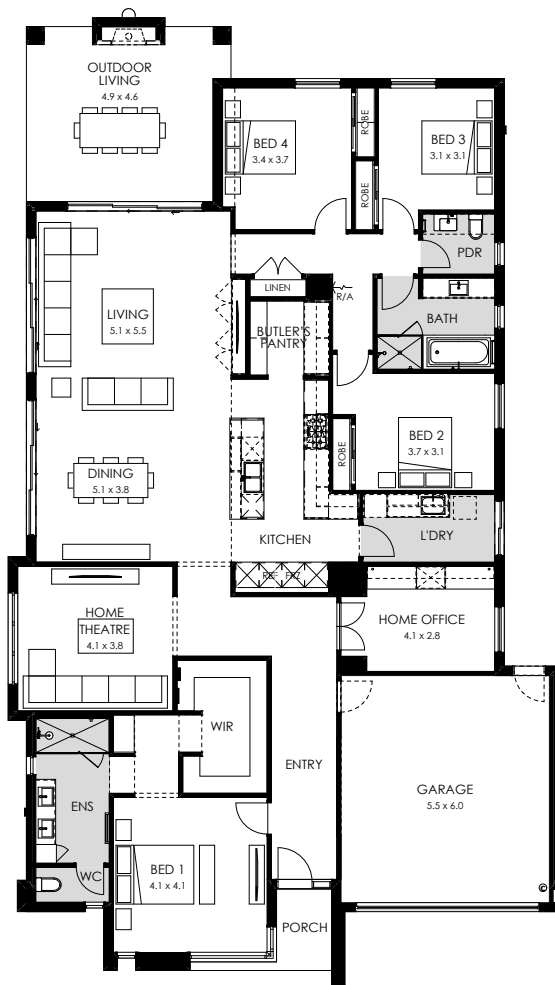 OUTDOOR
LIVING
4.9 x 4.6
BED 4
3.4 x 3.7
ROBE
BED 3
3.1 x 3.1
ROBE
PDR
LINEN
R/A
LIVING
5.1 x 5.5
BUTLER'S
PANTRY
BATH
BED 2
3.7 x 3.1
ROBE
DINING
5.1 x 3.8
KITCHEN
L'DRY
REF FRZ
HOME
THEATRE
4.1 x 3.8
HOME OFFICE
4.1 x 2.8
WIR
ENTRY
GARAGE
5.5 x 6.0
ENS
WC
BED 1
4.1 x 4.1
PORCH